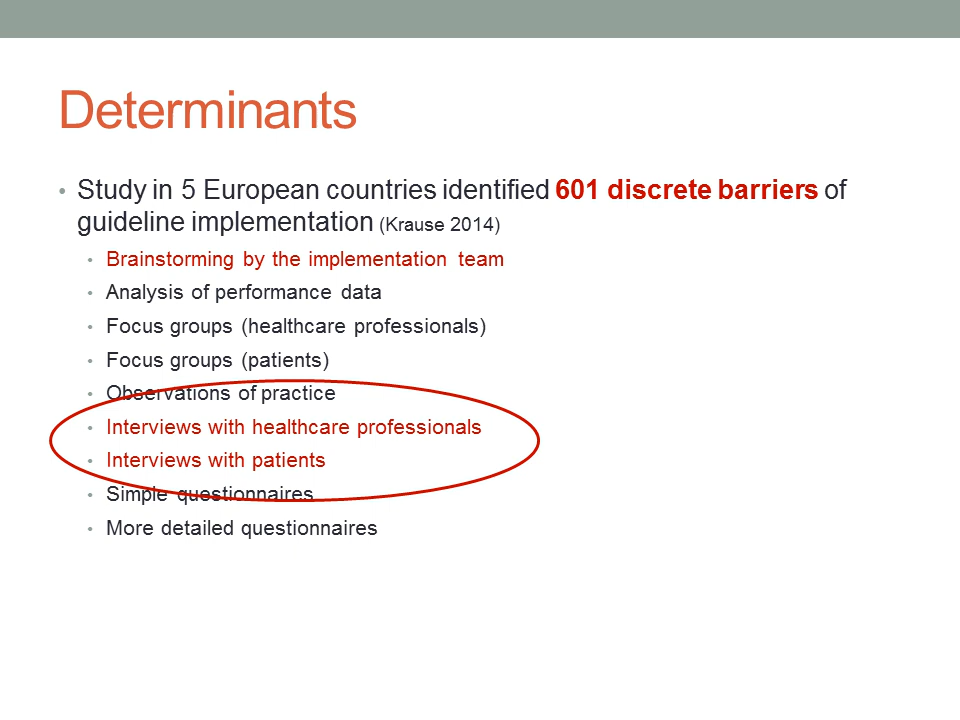 Determinants
• Study in 5 European countries identified 601 discrete barriers of
guideline implementation (Krause 2014)
• Brainstorming by the implementation team
• Analysis of performance data
• Focus groups (healthcare professionals)
• Focus groups (patients)
• Observations of practice
• Interviews with healthcare professionals
• Interviews with patients
• Simple questionnaires
• More detailed questionnaires